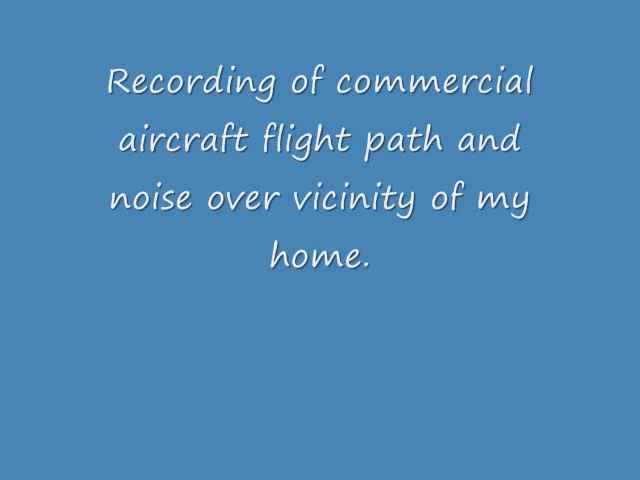 Recording of commercial
aircraft flight path and
noise over vicinity of my
home.